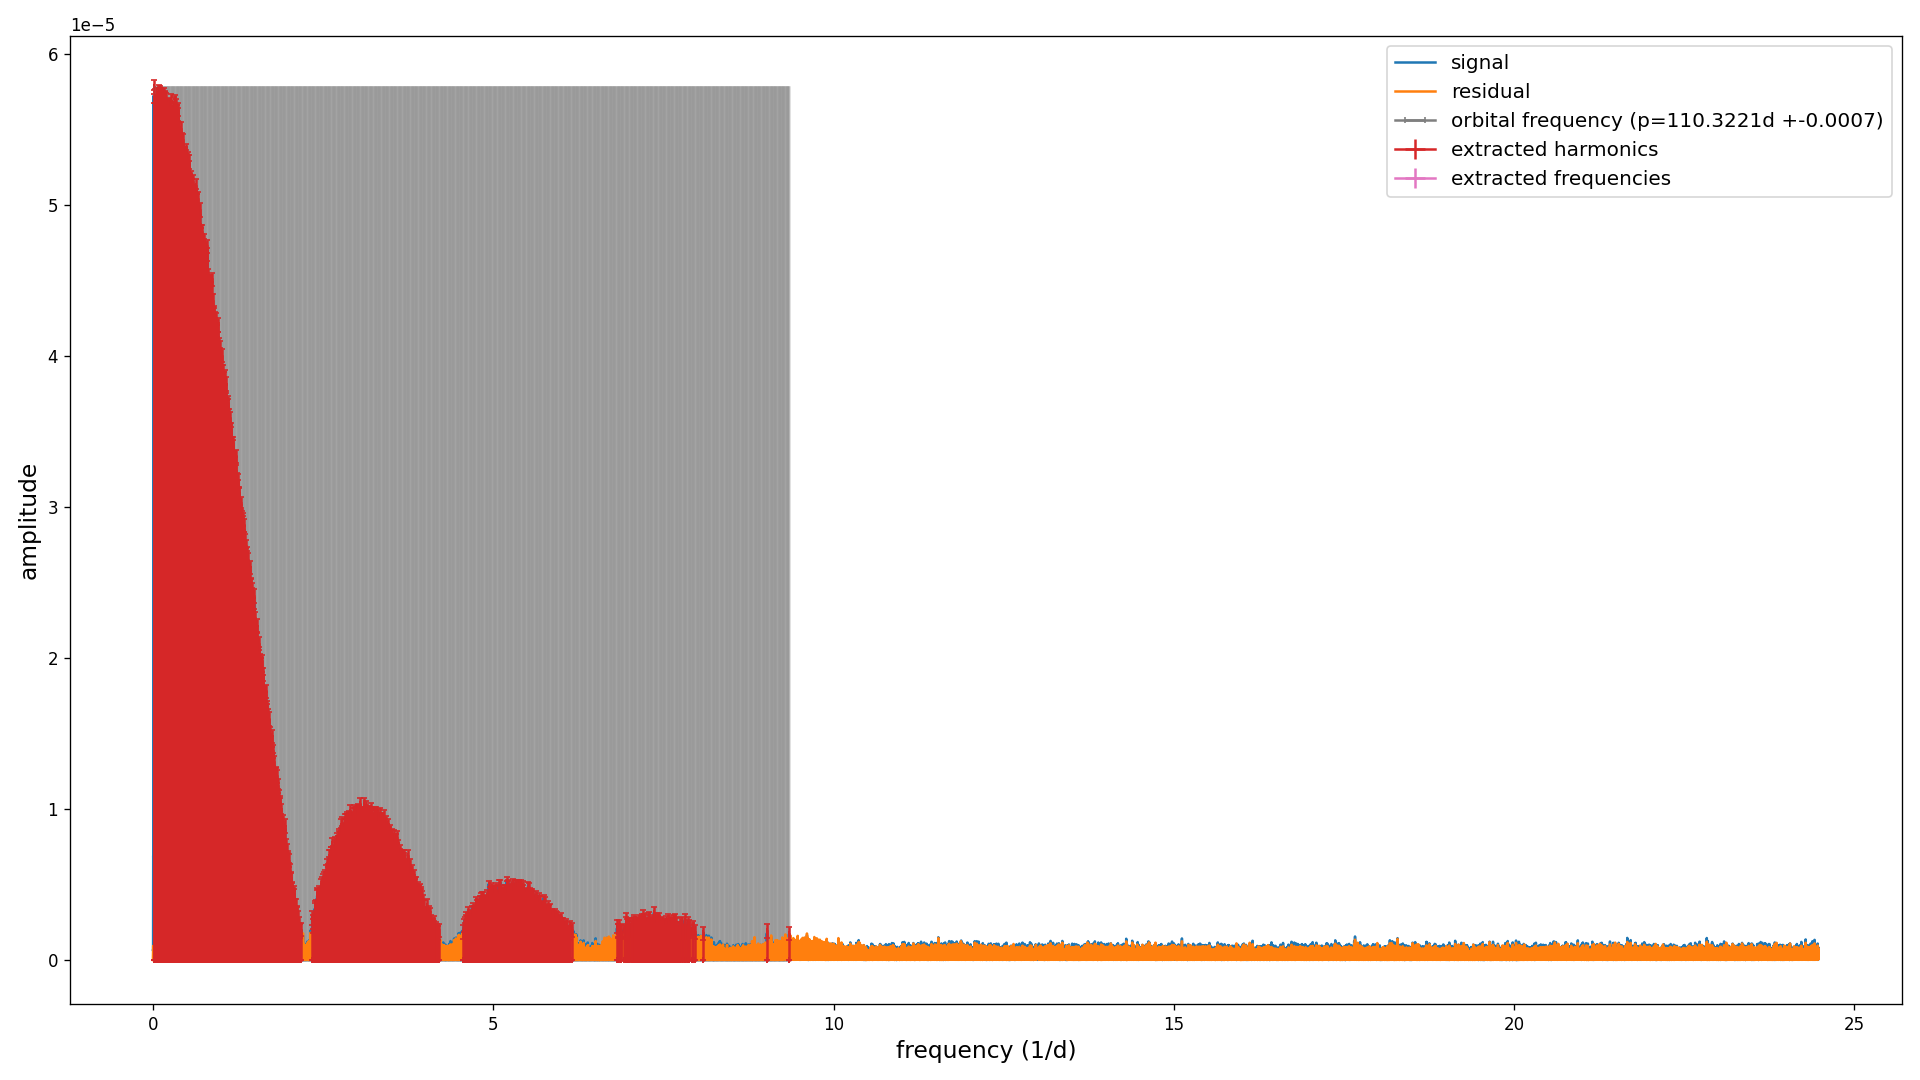 1e−5
6
5
4
3
2
1
0
amplitude
signal
residual
orbital frequency (p=110.3221d +-0.0007)
extracted harmonics
extracted frequencies
0 5 10 15 20 25
frequency (1/d)